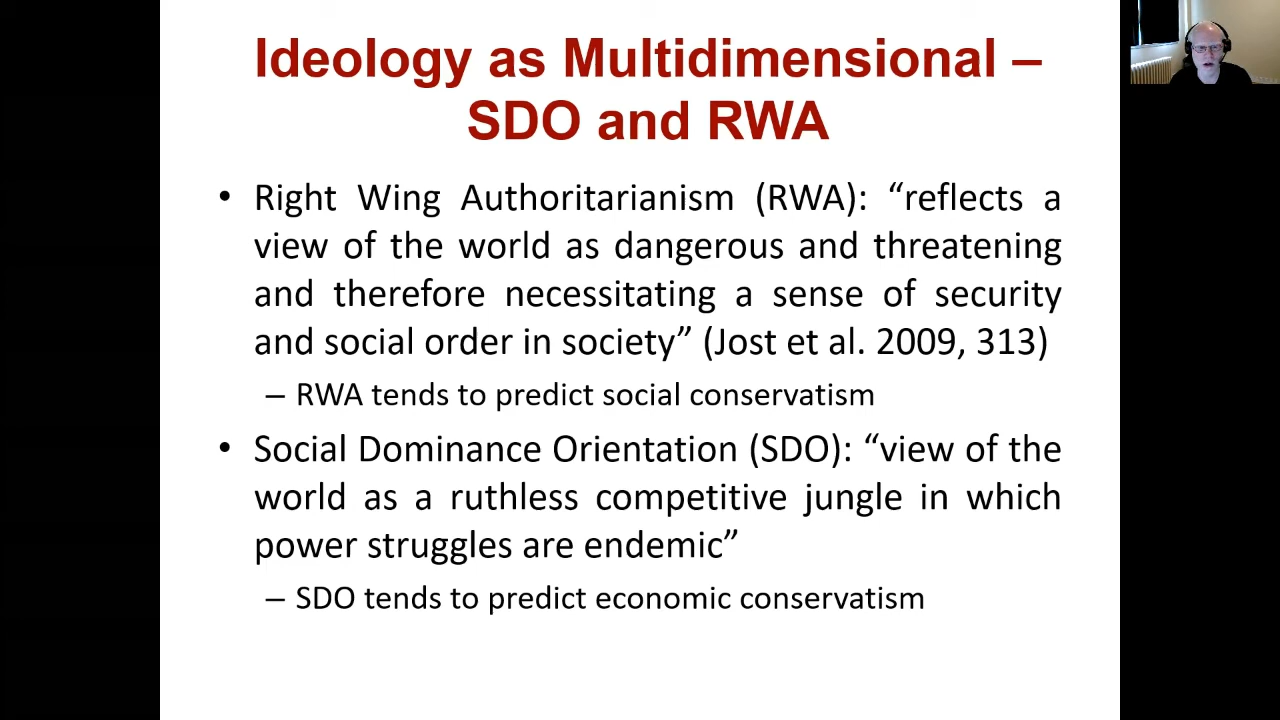 Ideology as Multidimensional –
SDO and RWA
• Right Wing Authoritarianism (RWA): “reflects a
view of the world as dangerous and threatening
and therefore necessitating a sense of security
and social order in society” (Jost et al. 2009, 313)
– RWA tends to predict social conservatism
• Social Dominance Orientation (SDO): “view of the
world as a ruthless competitive jungle in which
power struggles are endemic”
– SDO tends to predict economic conservatism